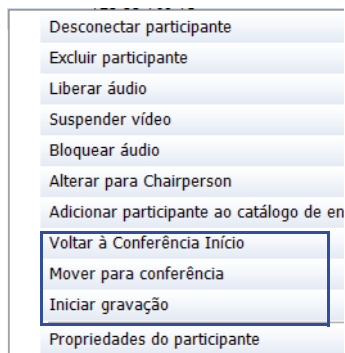 Desconectar participante
Excluir participante
Liberar áudio
Suspender vídeo
Bloquear áudio
Alterar para Chairperson
Adicionar participante ao catálogo de en
Voltar à Conferência Início
Mover para conferência
Iniciar gravação
Propriedades do participante